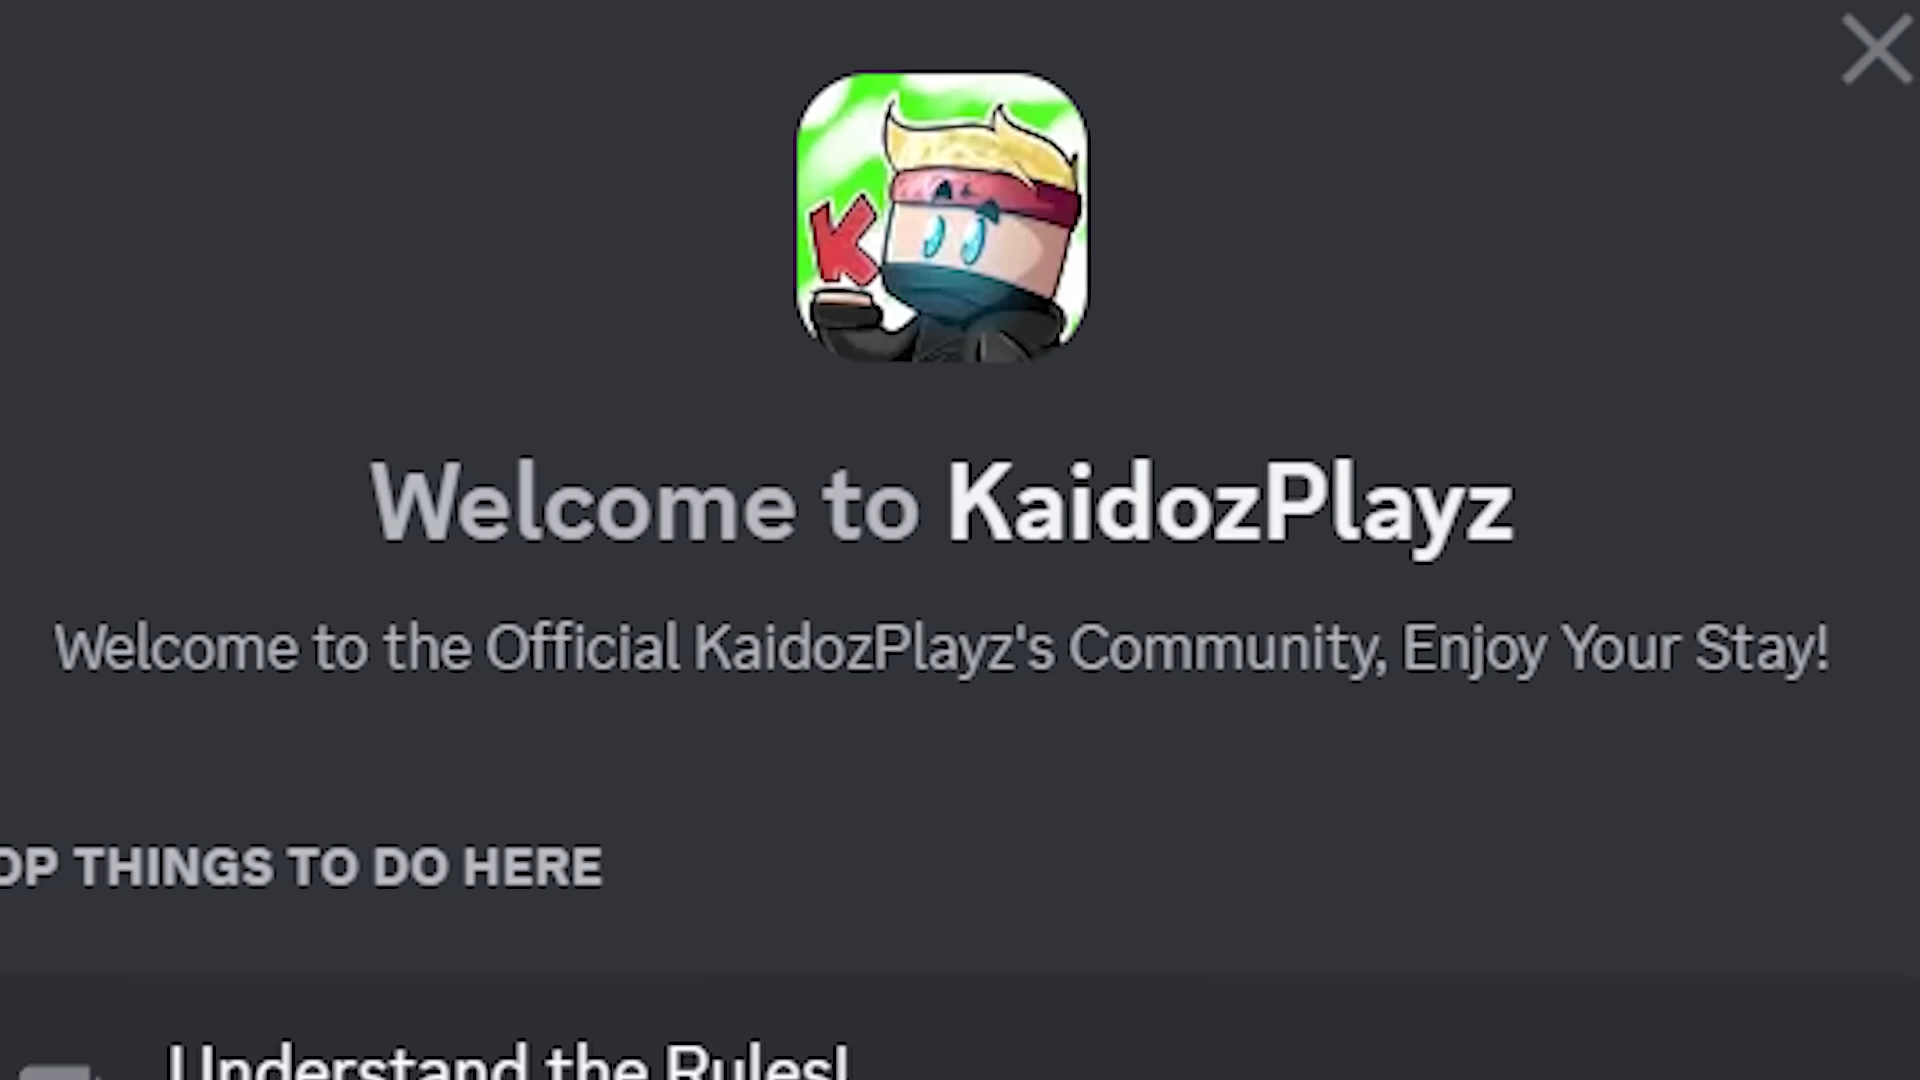 K
Welcome to KaidozPlayz
Welcome to the Official KaidozPlayz's Community, Enjoy Your Stay!
OP THINGS TO DO HERE
Understand the Rules!